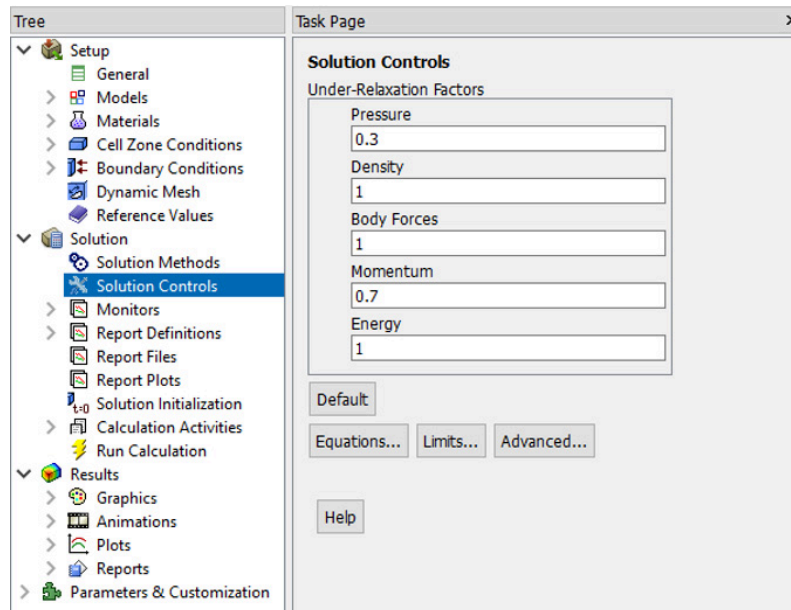 Tree
Setup
General
Models
Materials
Cell Zone Conditions
Boundary Conditions
Dynamic Mesh
Reference Values
Solution
Solution Methods
Solution Controls
Monitors
Report Definitions
Report Files
Report Plots
t=0 Solution Initialization
Calculation Activities
Run Calculation
Results
Graphics
Animations
Plots
Reports
Parameters & Customization
Task Page
Solution Controls
Under-Relaxation Factors
Pressure
0.3
Density
1
Body Forces
1
Momentum
0.7
Energy
1
Default
Equations... Limits... Advanced...
Help